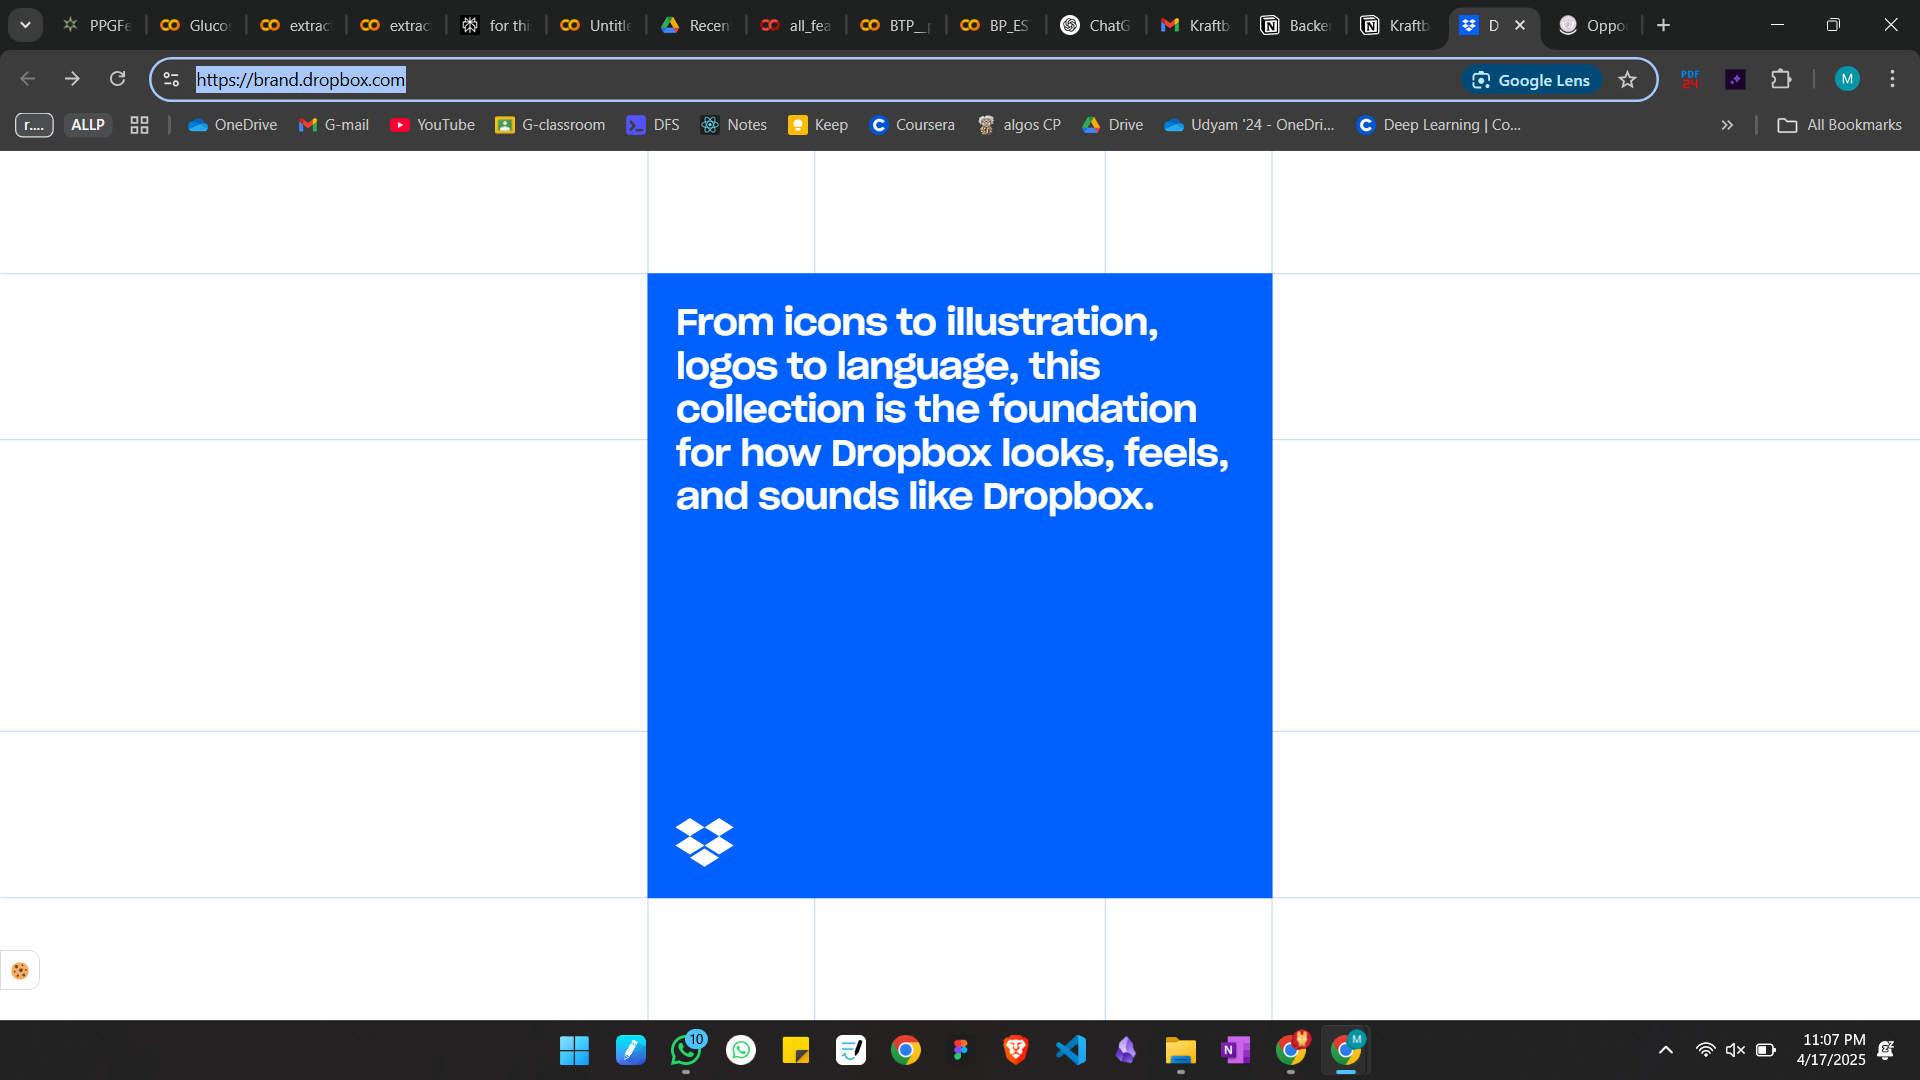 PPGFe
Gluco
extrac
extrac
for thi
Untitle
Recen
all_fea
BTP_p
BP_ES
ChatG
Kraftb
Backe
Kraftb
D
Oppo
https://brand.dropbox.com
Google Lens
PDF
24
M
r....
ALLP
OneDrive
G-mail
YouTube
G-classroom
DFS
Notes
Keep
Coursera
algos CP
Drive
Udyam '24 - OneDri...
Deep Learning | Co...
All Bookmarks
From icons to illustration,
logos to language, this
collection is the foundation
for how Dropbox looks, feels,
and sounds like Dropbox.
10
N
M
11:07 PM
4/17/2025